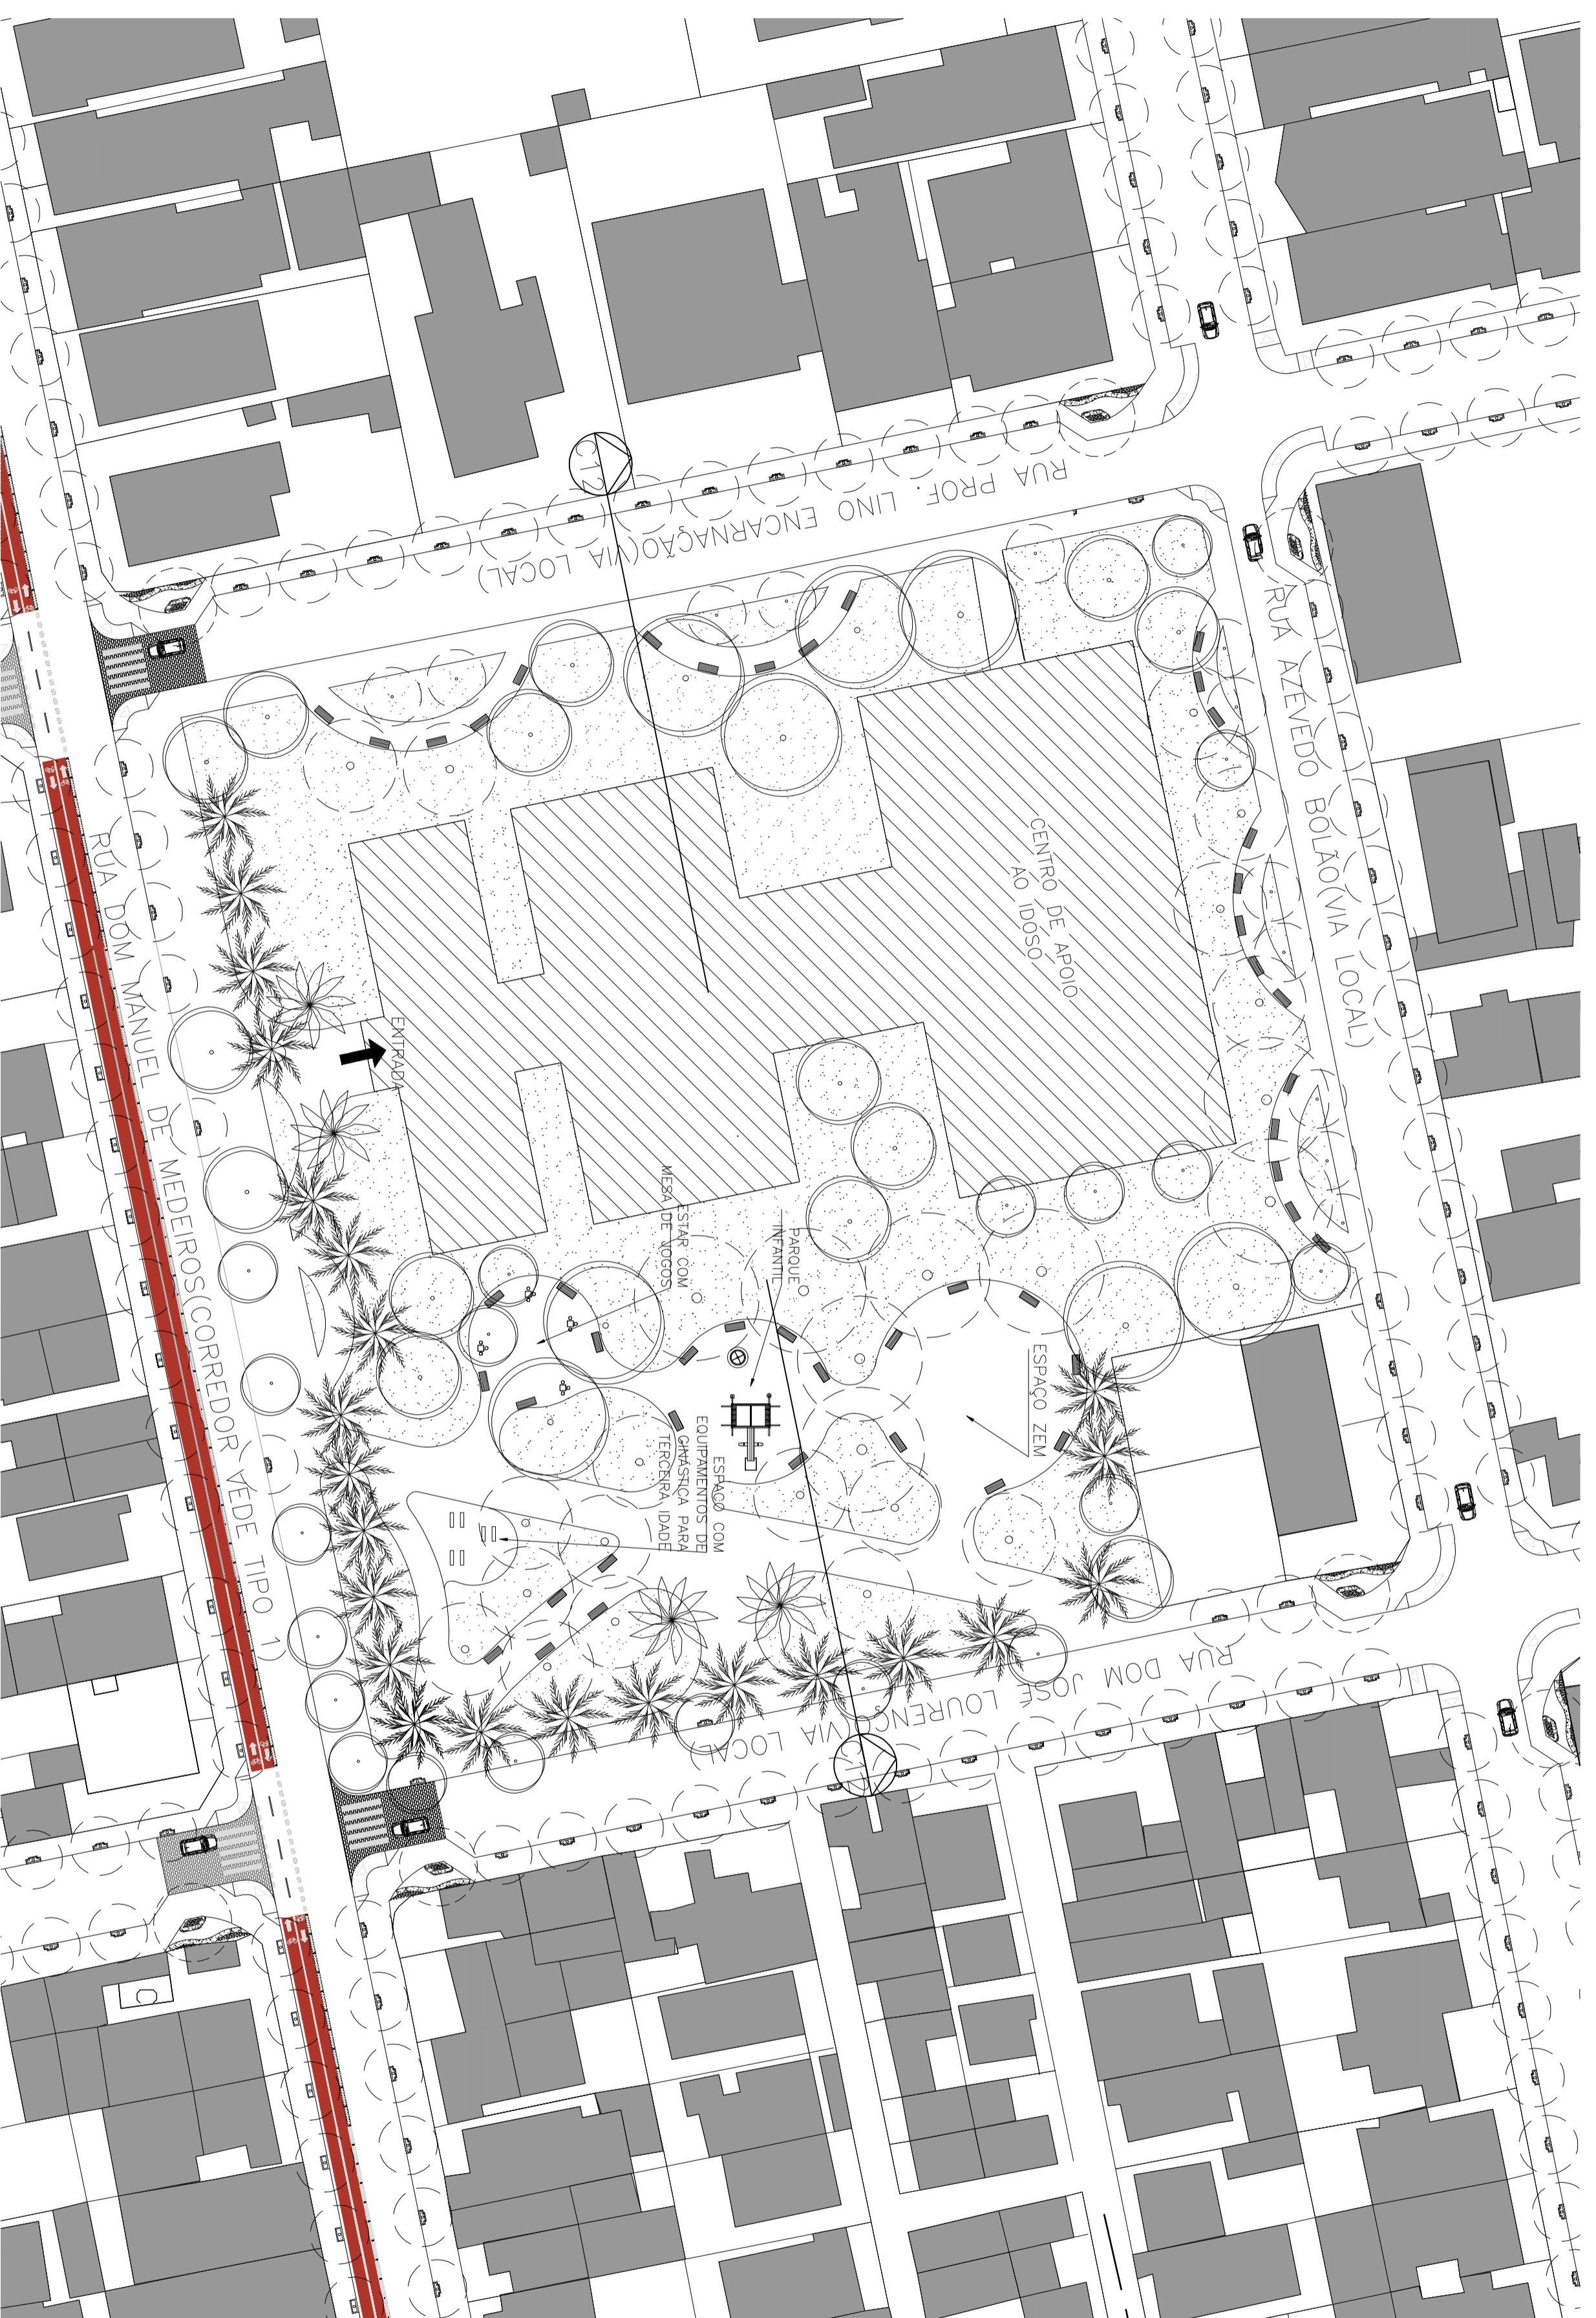 RUA PROF. LINO ENCARNAÇÃO(VIA LOCAL)
RUA AZEVEDO BOLÃO(VIA LOCAL)
RUA DOM MANUEL DE MEDEIROS(CORREDOR VEDE TIPO 1)
CENTRO DE APOIO
AO IDOSO
ENTRADA
ESTAR COM
MESA DE JOGOS
PARQUE
INFANTIL
ESPAÇO ZEM
ESPAÇO COM
EQUIPAMENTOS DE
GINÁSTICA PARA
TERCEIRA IDADE
RUA DOM JOSÉ LOURENÇO(VIA LOCAL)